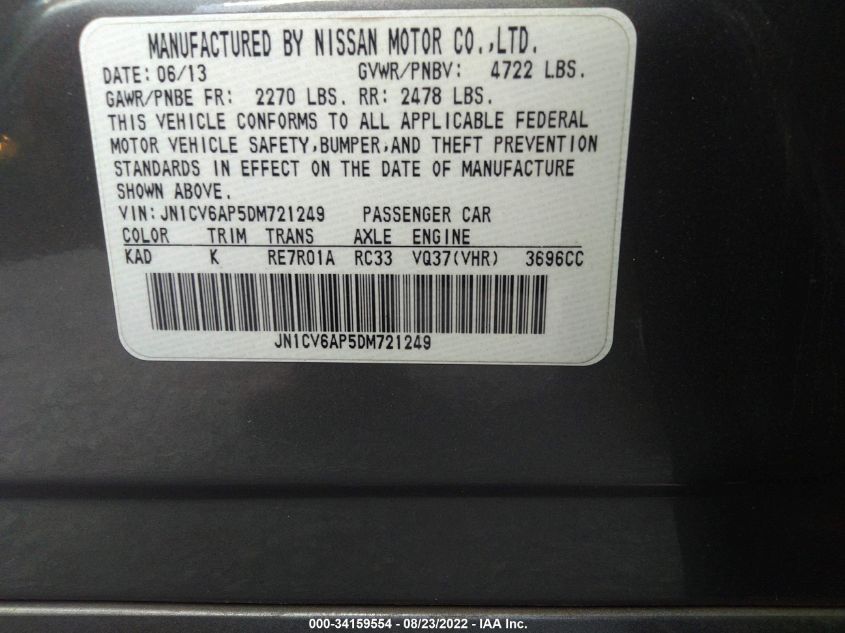 MANUFACTURED BY NISSAN MOTOR CO.,LTD.
DATE: 06/13 GVWR/PNBV: 4722 LBS.
GAWR/PNBE FR: 2270 LBS. RR: 2478 LBS.
THIS VEHICLE CONFORMS TO ALL APPLICABLE FEDERAL
MOTOR VEHICLE SAFETY,BUMPER,AND THEFT PREVENTION
STANDARDS IN EFFECT ON THE DATE OF MANUFACTURE
SHOWN ABOVE.
VIN:JN1CV6AP5DM721249 PASSENGER CAR
COLOR TRIM TRANS AXLE ENGINE
KAD K RE7R01A RC33 VQ37(VHR) 3696CC
JN1CV6AP5DM721249
000-34159554 - 08/23/2022 - IAA Inc.